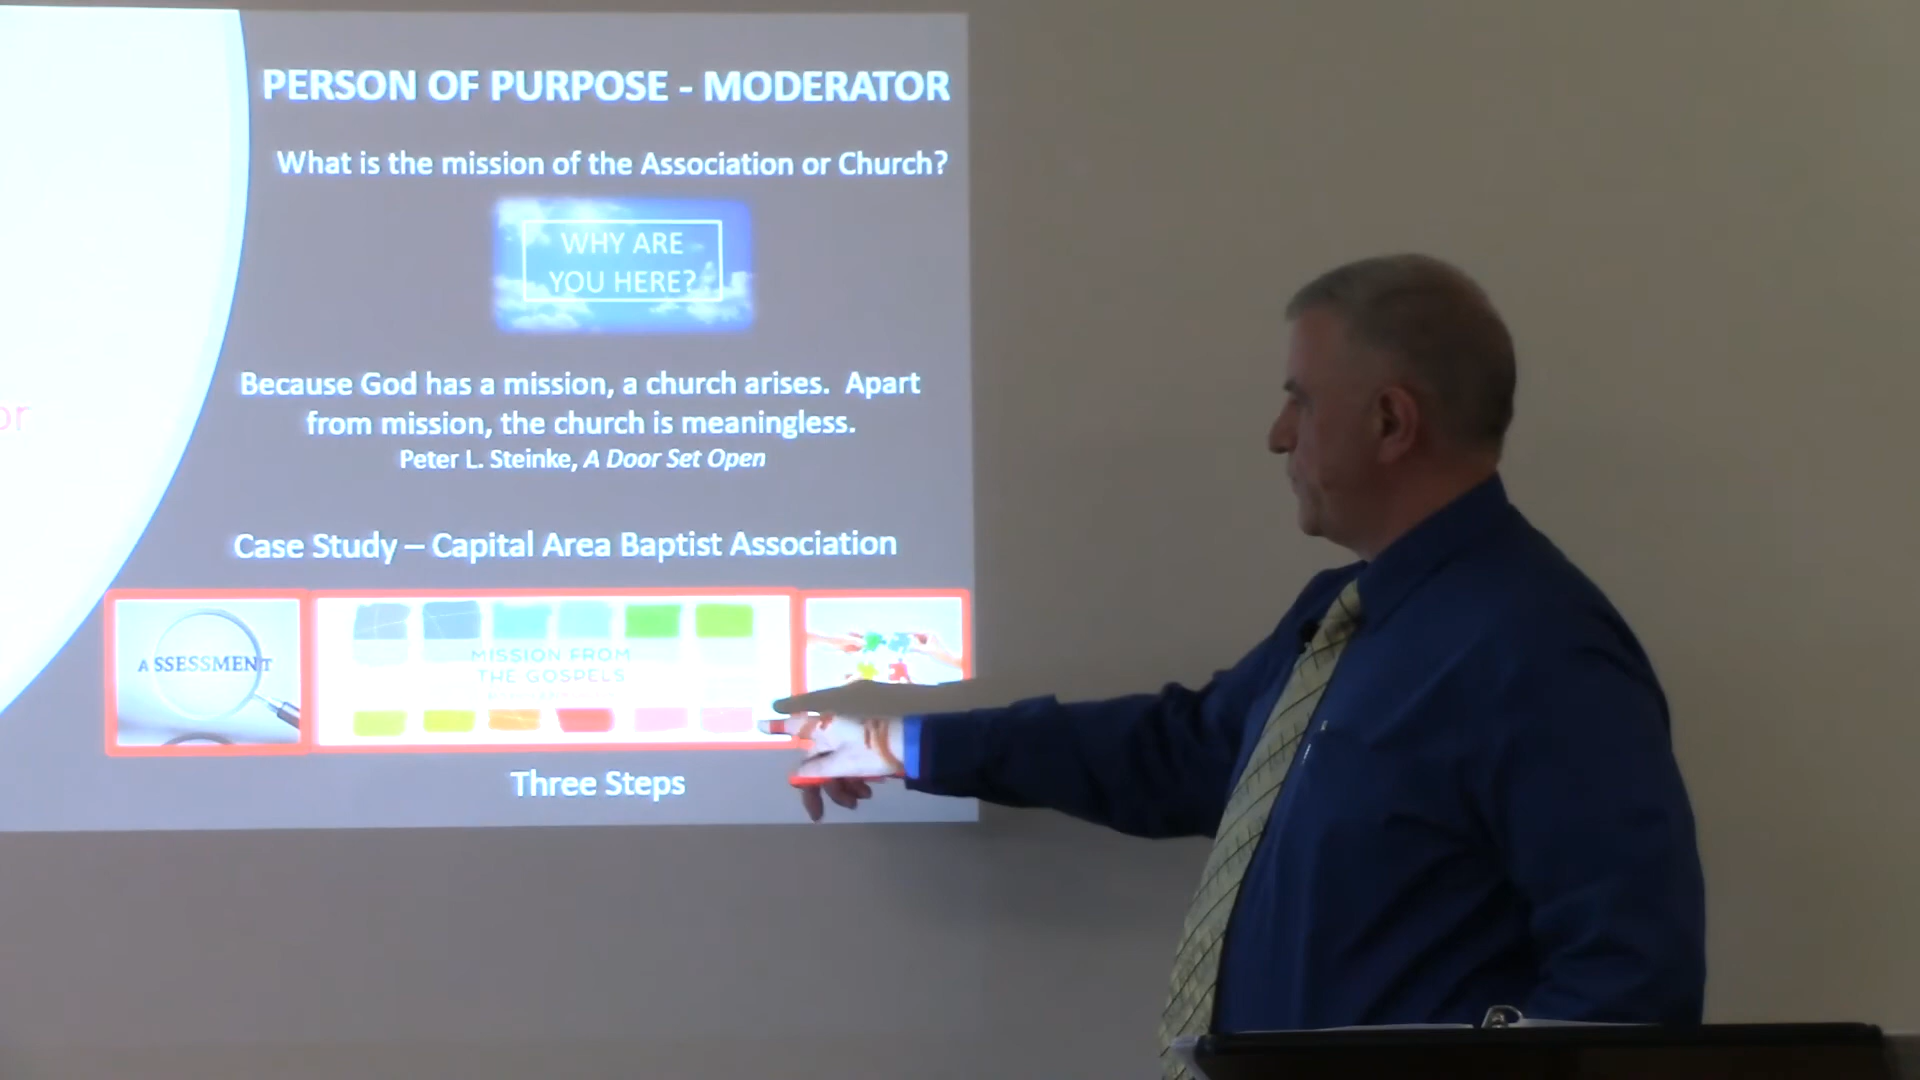 PERSON OF PURPOSE - MODERATOR
What is the mission of the Association or Church?
WHY ARE
YOU HERE?
or
Because God has a mission, a church arises.  Apart
from mission, the church is meaningless.
Peter L. Steinke, A Door Set Open
Case Study – Capital Area Baptist Association
ASSESSMENT
MISSION FROM
THE GOSPELS
Three Steps